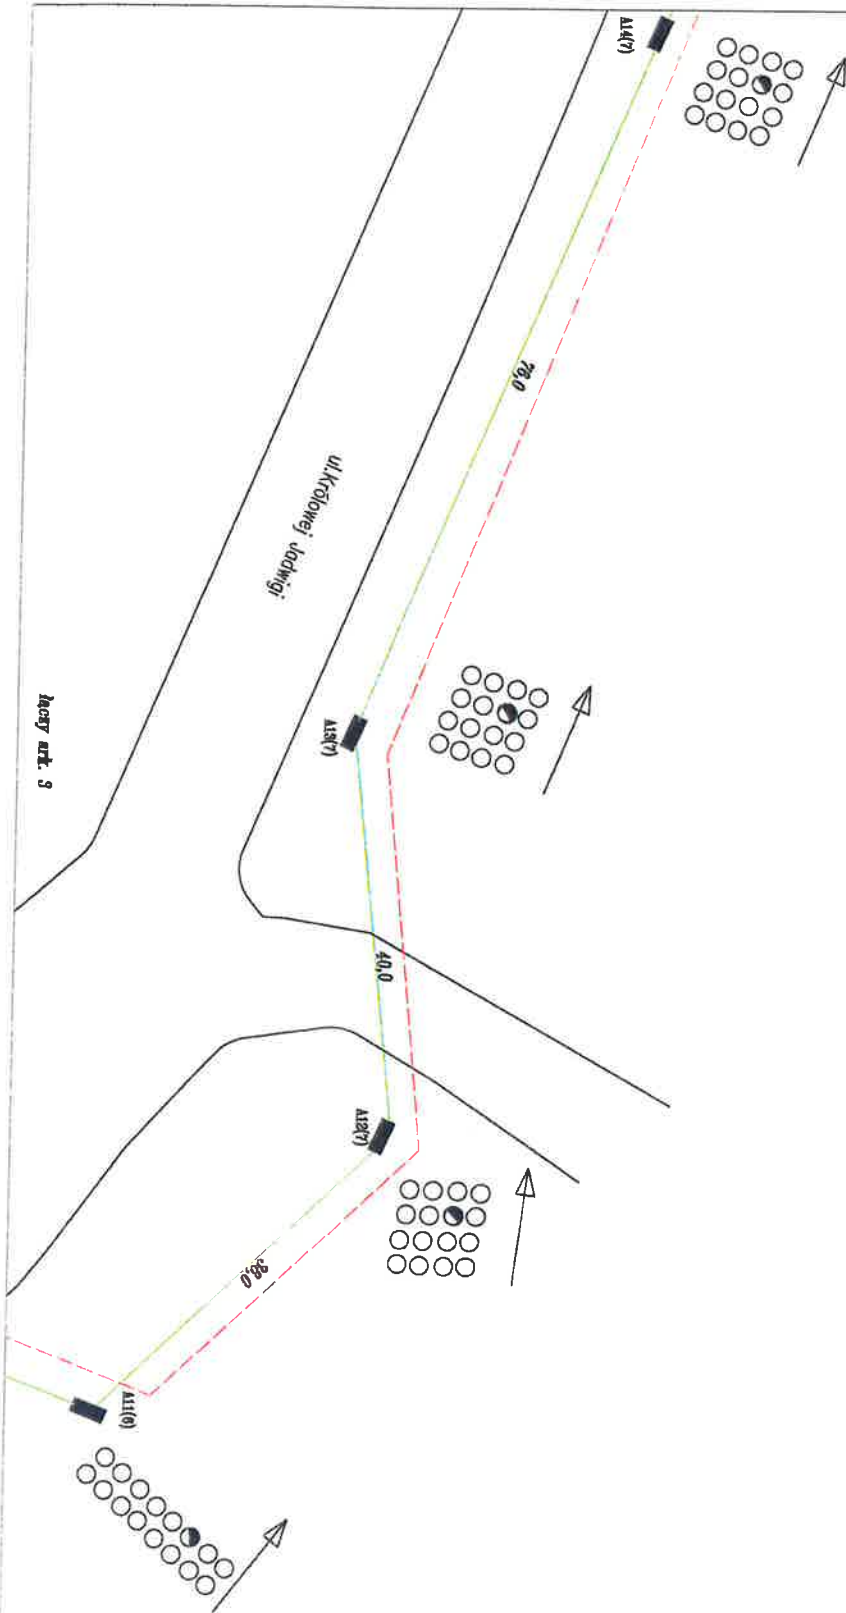 A14(7)
76,0
ul.Królowej Jadwigi
A13(7)
łączy ark. 3
40,0
A12(7)
38,0
A11(6)